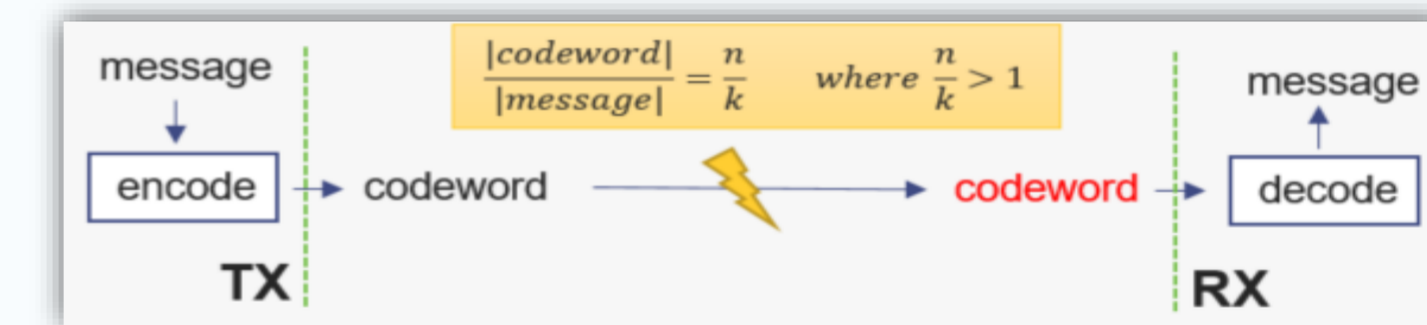 message
|codeword| / |message| = n/k where n/k > 1
message
encode
codeword
codeword
decode
TX
RX